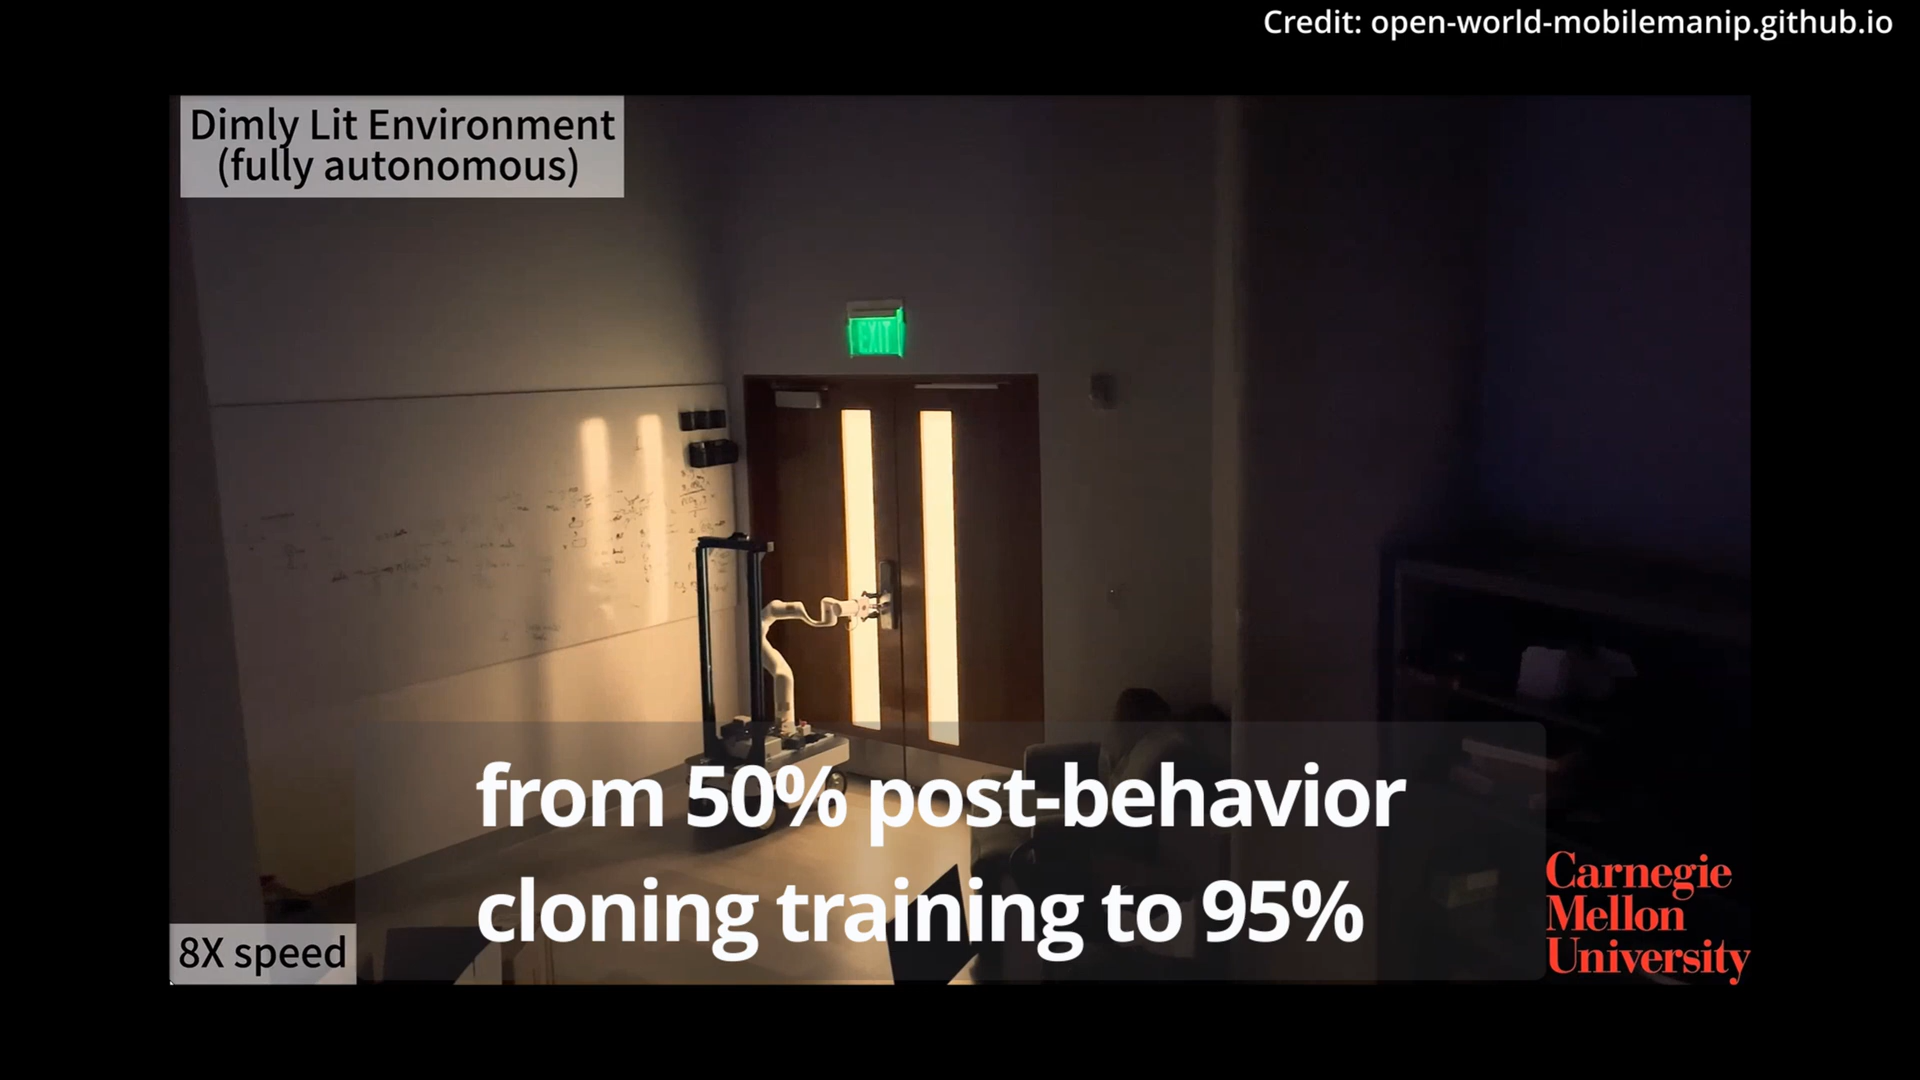 Credit: open-world-mobilemanip.github.io
Dimly Lit Environment
(fully autonomous)
EXIT
from 50% post-behavior
cloning training to 95%
8X speed
Carnegie
Mellon
University